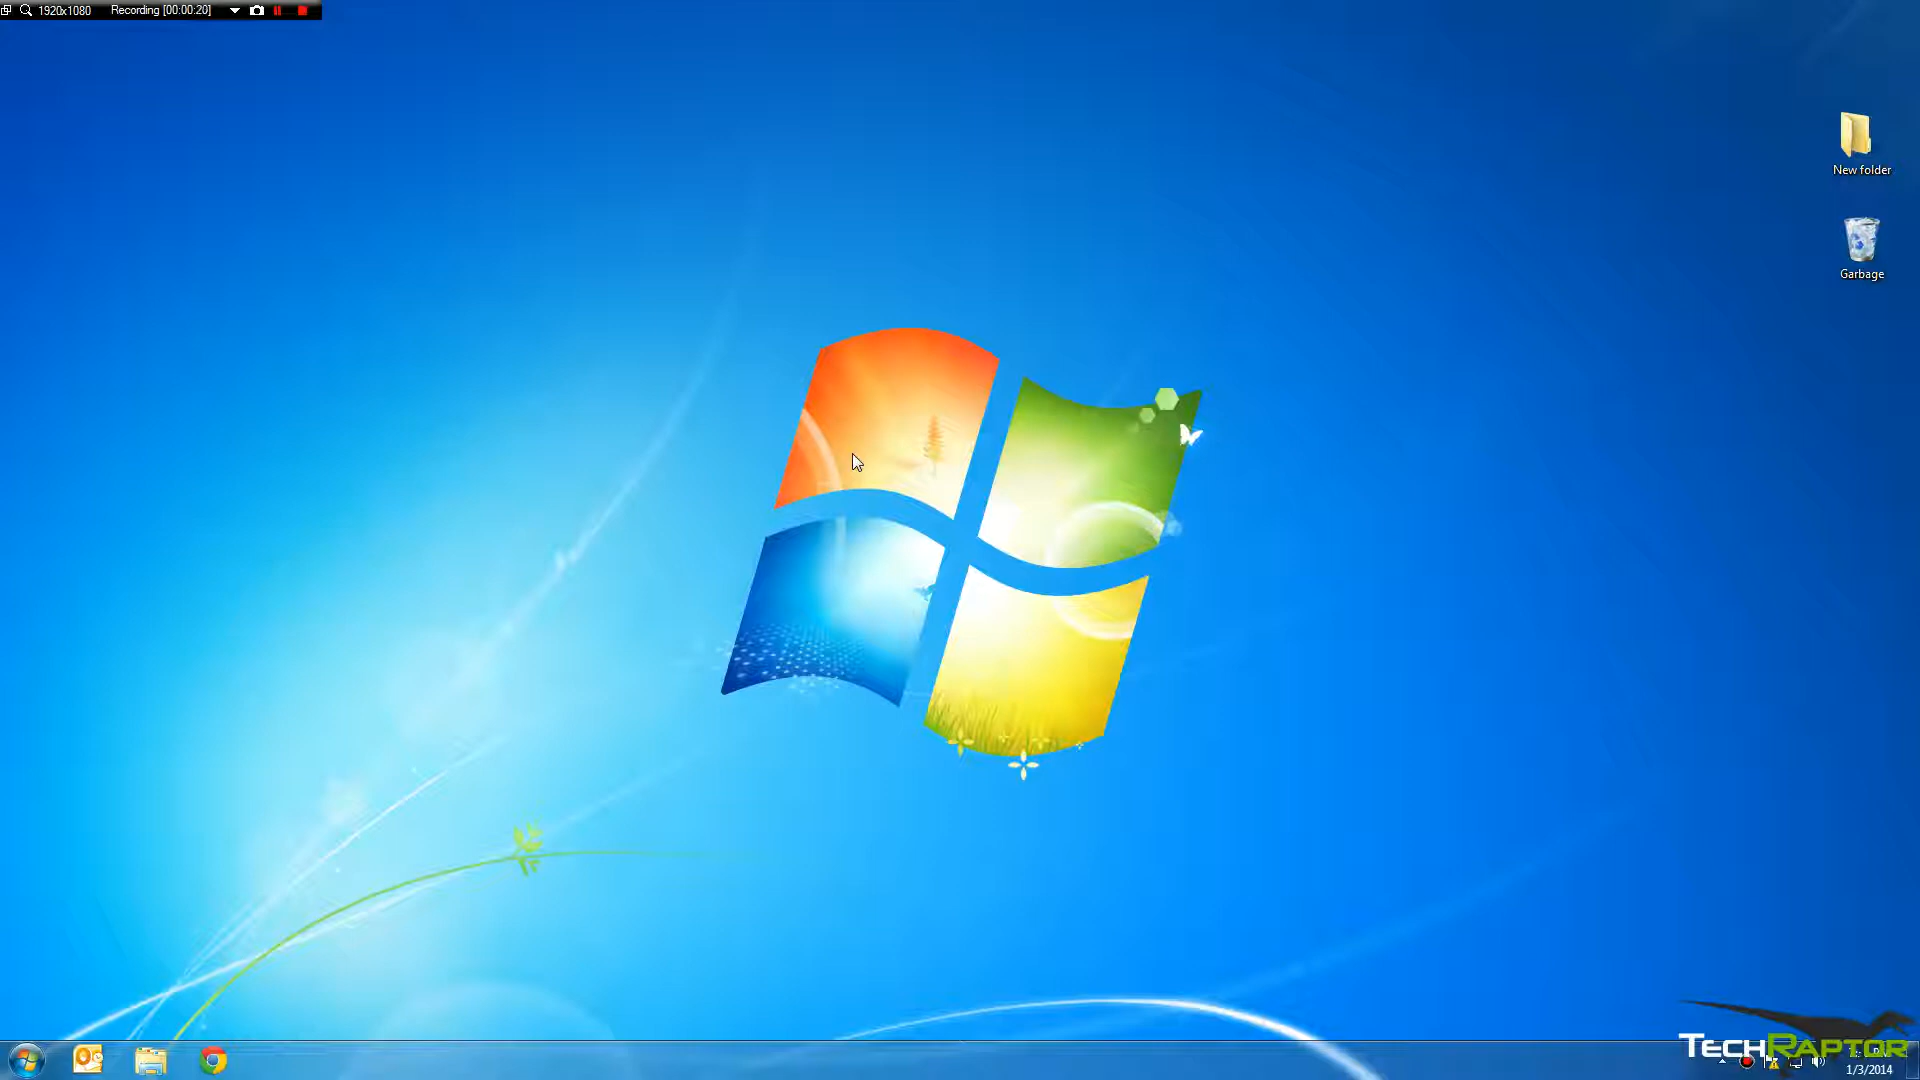 1920x1080 Recording [00:00:20]
New folder
Garbage
TECHRAPTOR
1/3/2014